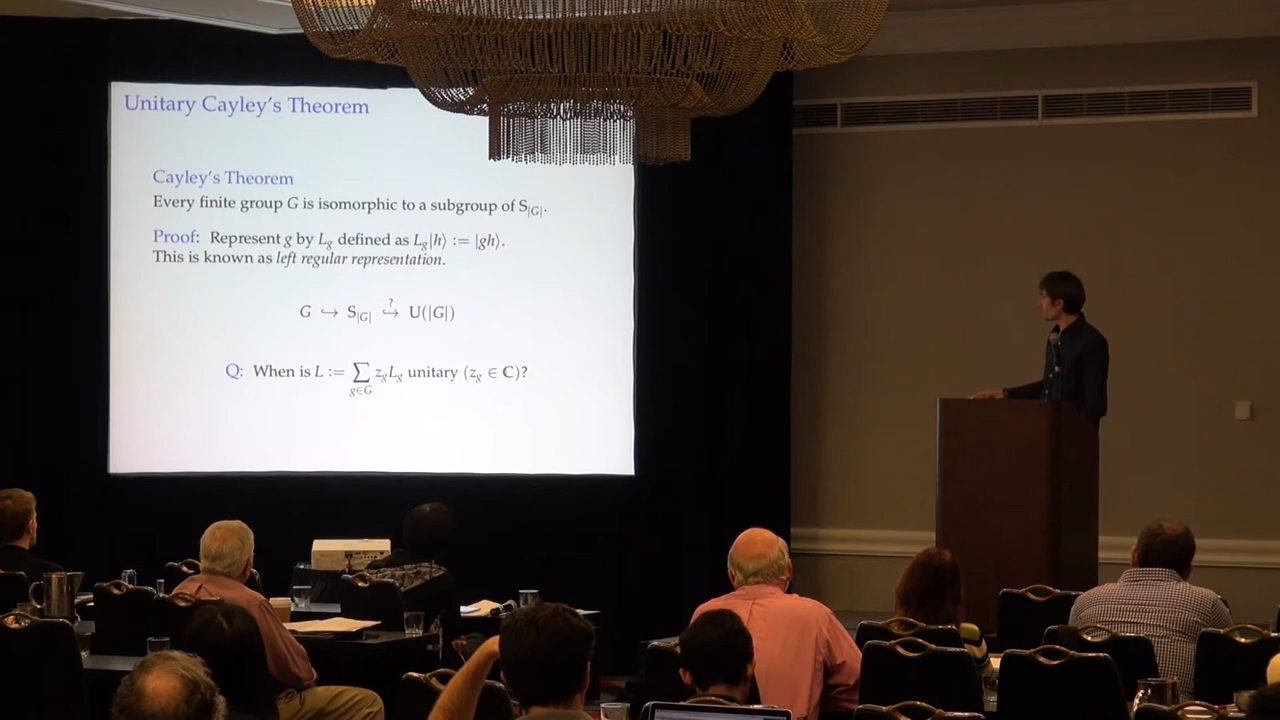 Unitary Cayley's Theorem
Cayley's Theorem
Every finite group G is isomorphic to a subgroup of S|G|.
Proof: Represent g by Lg defined as Lg|h⟩ := |gh⟩.
This is known as left regular representation.
G ↪ S|G| ↪? U(|G|)
Q: When is L := ∑g∈G zgLg unitary (zg ∈ C)?